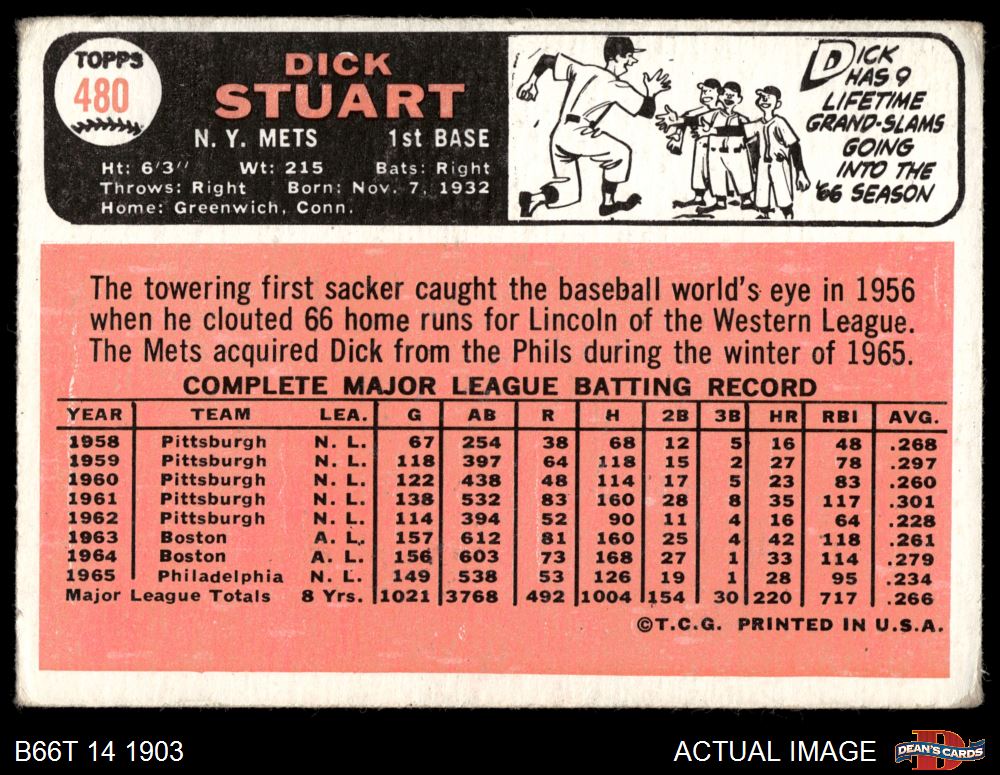 TOPPS
480
DICK
STUART
N. Y. METS 1st BASE
Ht: 6'3" Wt: 215 Bats: Right
Throws: Right Born: Nov. 7, 1932
Home: Greenwich, Conn.
DICK
HAS 9
LIFETIME
GRAND-SLAMS
GOING
INTO THE
'66 SEASON
The towering first sacker caught the baseball world's eye in 1956
when he clouted 66 home runs for Lincoln of the Western League.
The Mets acquired Dick from the Phils during the winter of 1965.
COMPLETE MAJOR LEAGUE BATTING RECORD
YEAR TEAM LEA. G AB R H 2B 3B HR RBI AVG.
1958 Pittsburgh N. L. 67 254 38 68 12 5 16 48 .268
1959 Pittsburgh N. L. 118 397 64 118 15 2 27 78 .297
1960 Pittsburgh N. L. 122 438 48 114 17 5 23 83 .260
1961 Pittsburgh N. L. 138 532 83 160 28 8 35 117 .301
1962 Pittsburgh N. L. 114 394 52 90 11 4 16 64 .228
1963 Boston A. L. 157 612 81 160 25 4 42 118 .261
1964 Boston A. L. 156 603 73 168 27 1 33 114 .279
1965 Philadelphia N. L. 149 538 53 126 19 1 28 95 .234
Major League Totals 8 Yrs. 1021 3768 492 1004 154 30 220 717 .266
©T.C.G. PRINTED IN U.S.A.
B66T 14 1903 ACTUAL IMAGE DEAN'S CARDS